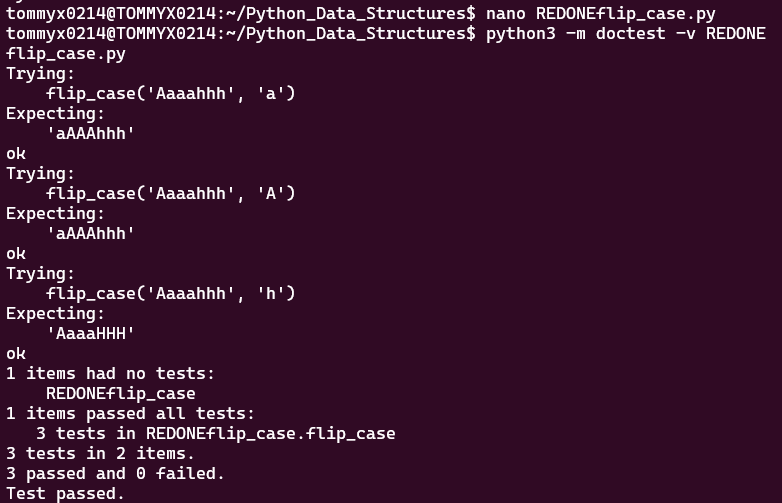 tommyx0214@TOMMYX0214:~/Python_Data_Structures$ nano REDONEflip_case.py
tommyx0214@TOMMYX0214:~/Python_Data_Structures$ python3 -m doctest -v REDONE
flip_case.py
Trying:
    flip_case('Aaaahhh', 'a')
Expecting:
    'aAAAhhh'
ok
Trying:
    flip_case('Aaaahhh', 'A')
Expecting:
    'aAAAhhh'
ok
Trying:
    flip_case('Aaaahhh', 'h')
Expecting:
    'AaaaHHH'
ok
1 items had no tests:
    REDONEflip_case
1 items passed all tests:
   3 tests in REDONEflip_case.flip_case
3 tests in 2 items.
3 passed and 0 failed.
Test passed.